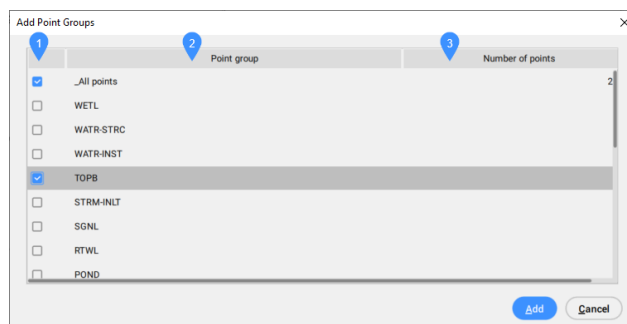 Add Point Groups
1
2
3
Point group
Number of points
_All points
2
WETL
WATR-STRC
WATR-INST
TOPB
STRM-INLT
SGNL
RTWL
POND
Add
Cancel